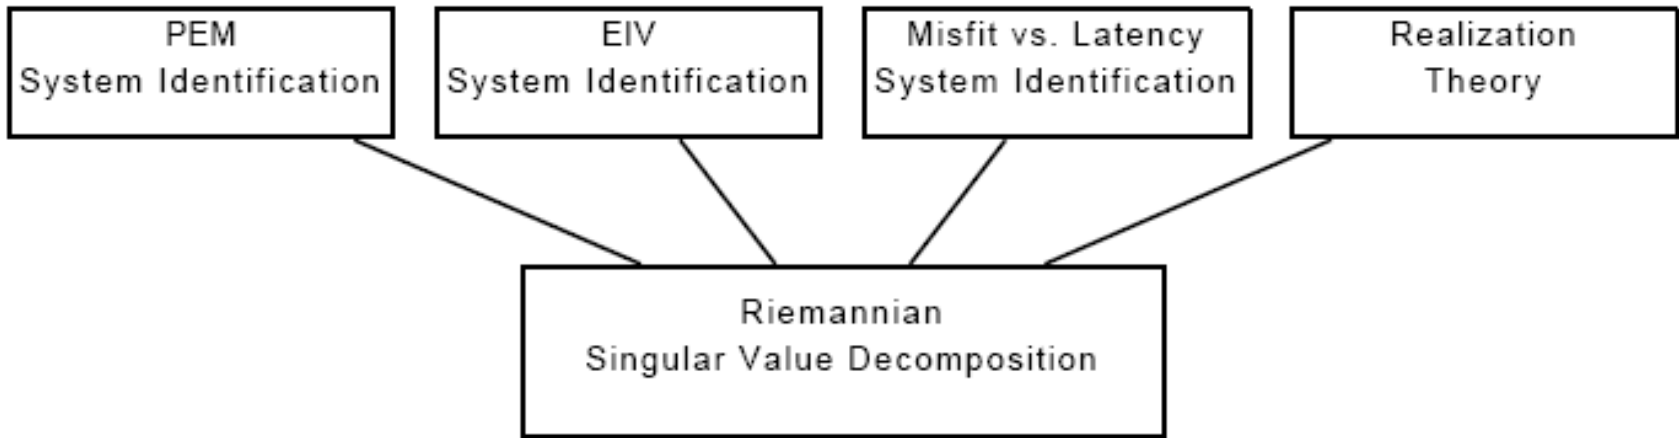 PEM
System Identification
EIV
System Identification
Misfit vs. Latency
System Identification
Realization
Theory
Riemannian
Singular Value Decomposition